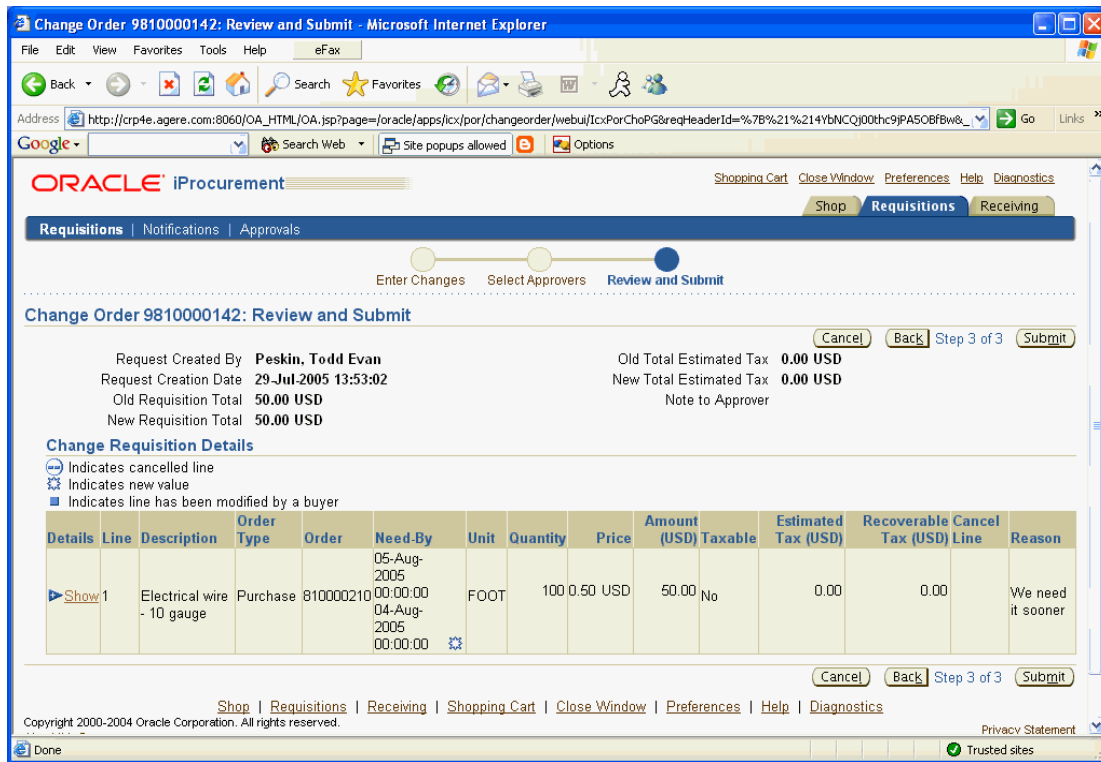 Change Order 9810000142: Review and Submit - Microsoft Internet Explorer
File Edit View Favorites Tools Help eFax
Back Search Favorites
Address http://crp4e.agere.com:8060/OA_HTML/OA.jsp?page=/oracle/apps/icx/por/changeorder/webui/IcxPorChoPG&reqHeaderId=%7B%21%214YbNCQj00thc9jPA5OBfBw&_ Go Links »
Google Search Web Site popups allowed Options
ORACLE iProcurement
Shopping Cart Close Window Preferences Help Diagnostics
Shop Requisitions Receiving
Requisitions | Notifications | Approvals
Enter Changes Select Approvers Review and Submit
Change Order 9810000142: Review and Submit
Cancel Back Step 3 of 3 Submit
Request Created By Peskin, Todd Evan
Request Creation Date 29-Jul-2005 13:53:02
Old Requisition Total 50.00 USD
New Requisition Total 50.00 USD
Old Total Estimated Tax 0.00 USD
New Total Estimated Tax 0.00 USD
Note to Approver
Change Requisition Details
Indicates cancelled line
Indicates new value
Indicates line has been modified by a buyer
Details Line Description Order Type Order Need-By Unit Quantity Price Amount (USD) Taxable Estimated Tax (USD) Recoverable Tax (USD) Cancel Line Reason
Show 1 Electrical wire - 10 gauge Purchase 810000210 05-Aug-2005 00:00:00 04-Aug-2005 00:00:00 FOOT 100 0.50 USD 50.00 No 0.00 0.00 We need it sooner
Cancel Back Step 3 of 3 Submit
Shop | Requisitions | Receiving | Shopping Cart | Close Window | Preferences | Help | Diagnostics
Copyright 2000-2004 Oracle Corporation. All rights reserved.
Privacy Statement
Done Trusted sites